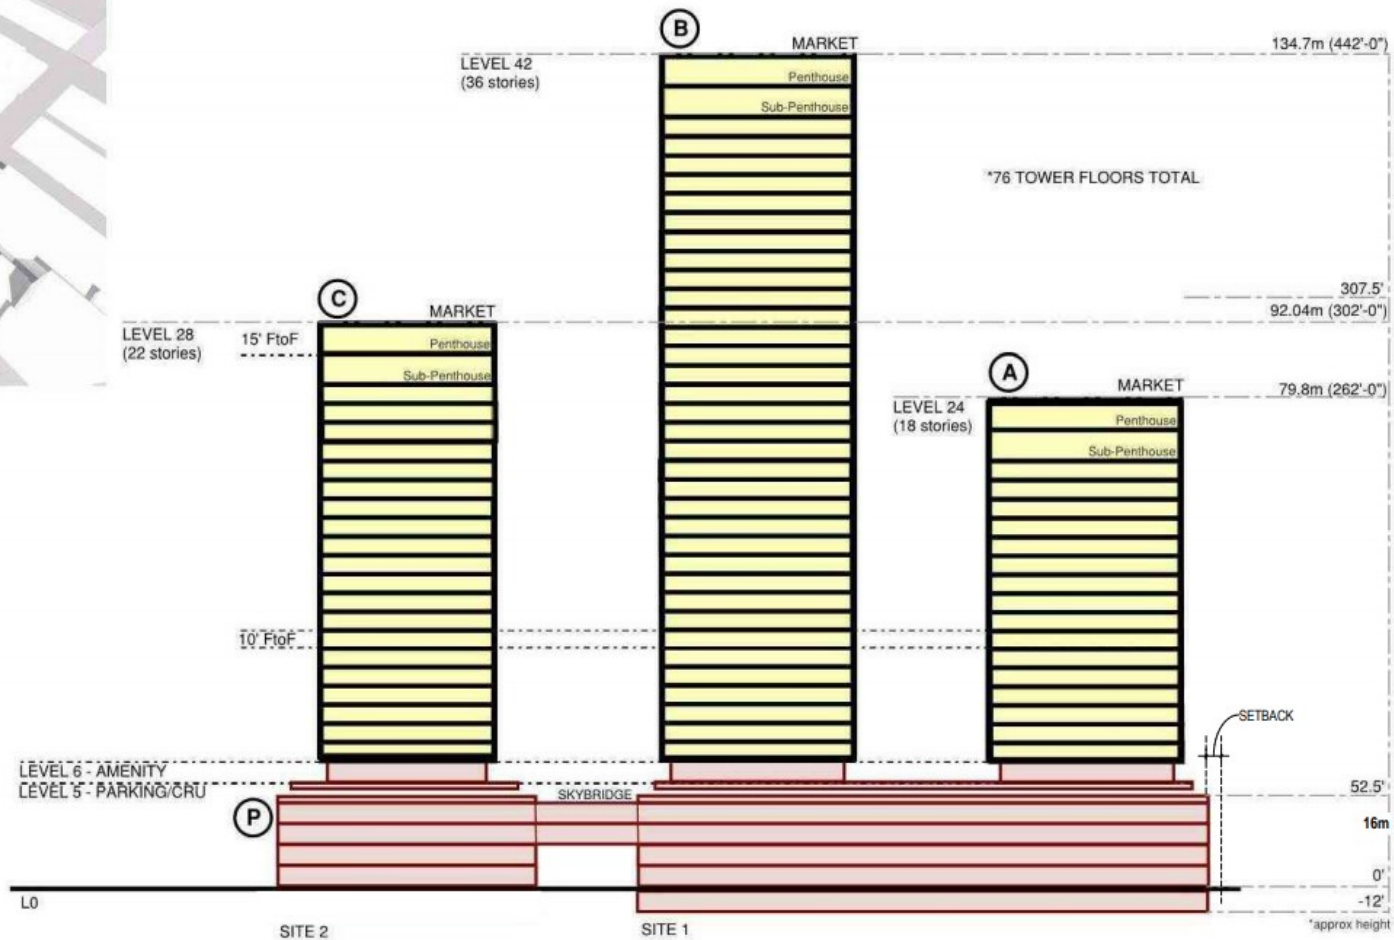 B
MARKET
134.7m (442'-0")
LEVEL 42
(36 stories)
Penthouse
Sub-Penthouse
*76 TOWER FLOORS TOTAL
307.5'
C
MARKET
92.04m (302'-0")
LEVEL 28
(22 stories)
15' FtoF
Penthouse
Sub-Penthouse
A
MARKET
79.8m (262'-0")
LEVEL 24
(18 stories)
Penthouse
Sub-Penthouse
10' FtoF
SETBACK
LEVEL 6 - AMENITY
LEVEL 5 - PARKING/CRU
SKYBRIDGE
52.5'
P
16m
0'
L0
-12'
*approx height
SITE 2
SITE 1